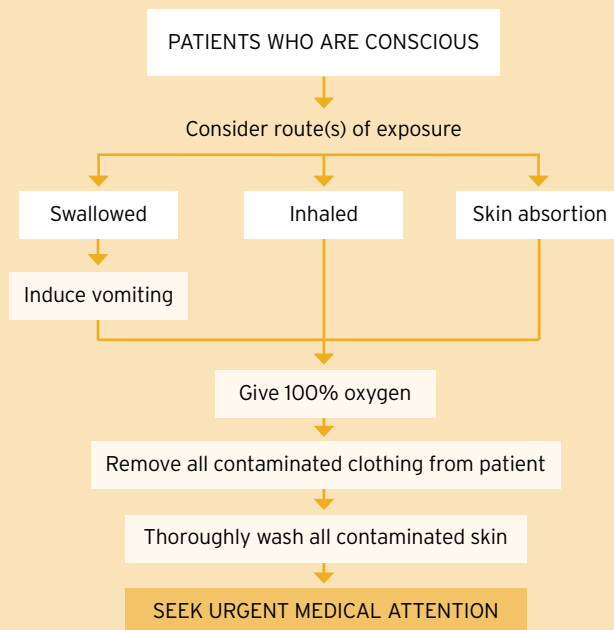 PATIENTS WHO ARE CONSCIOUS
Consider route(s) of exposure
Swallowed
Inhaled
Skin absortion
Induce vomiting
Give 100% oxygen
Remove all contaminated clothing from patient
Thoroughly wash all contaminated skin
SEEK URGENT MEDICAL ATTENTION